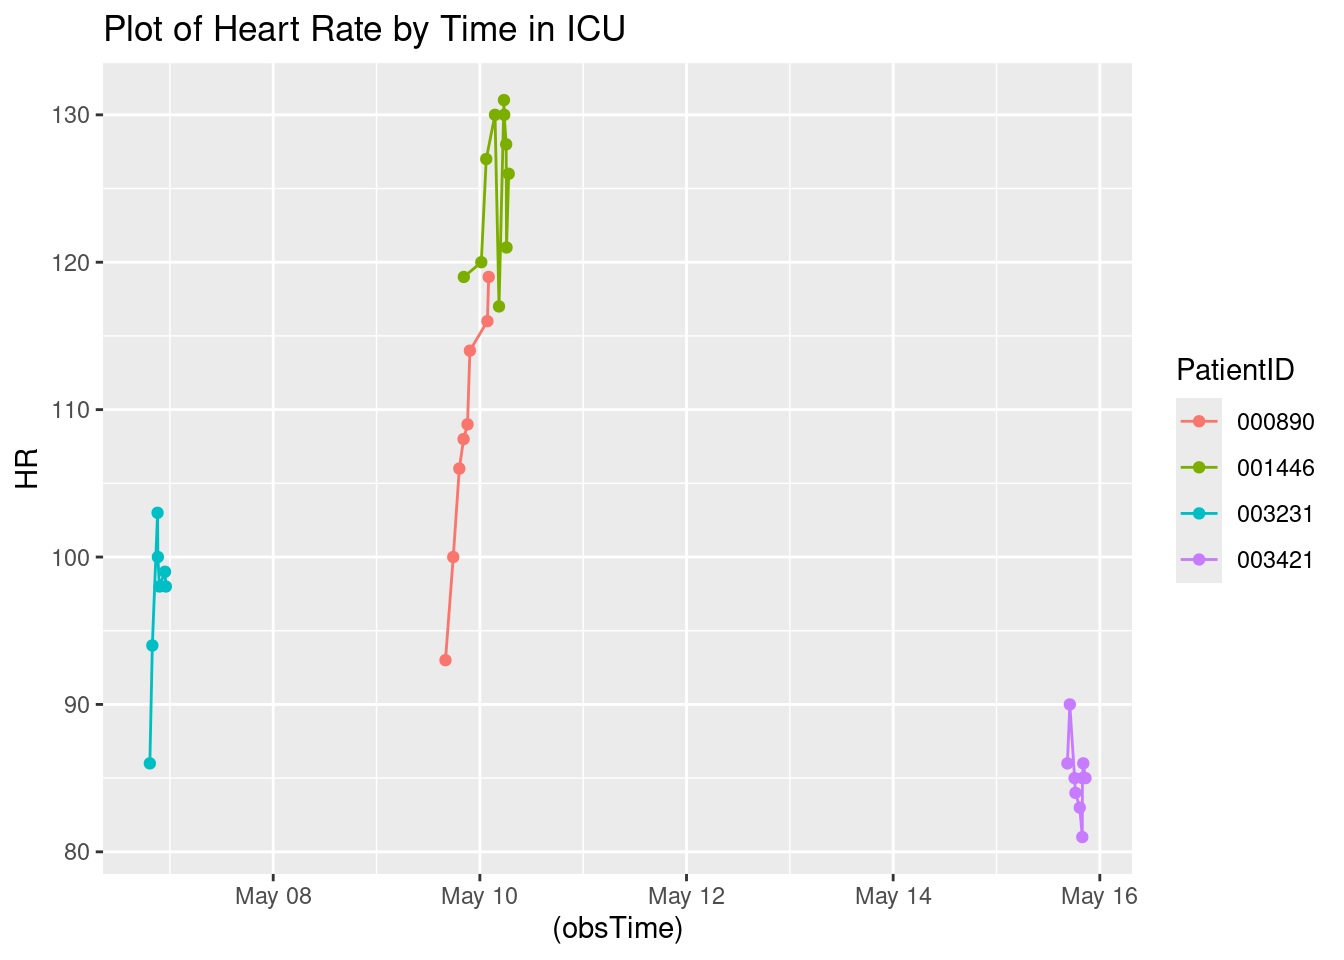 Plot of Heart Rate by Time in ICU
130
120
110
100
90
80
HR
May 08
May 10
May 12
May 14
May 16
(obsTime)
PatientID
000890
001446
003231
003421